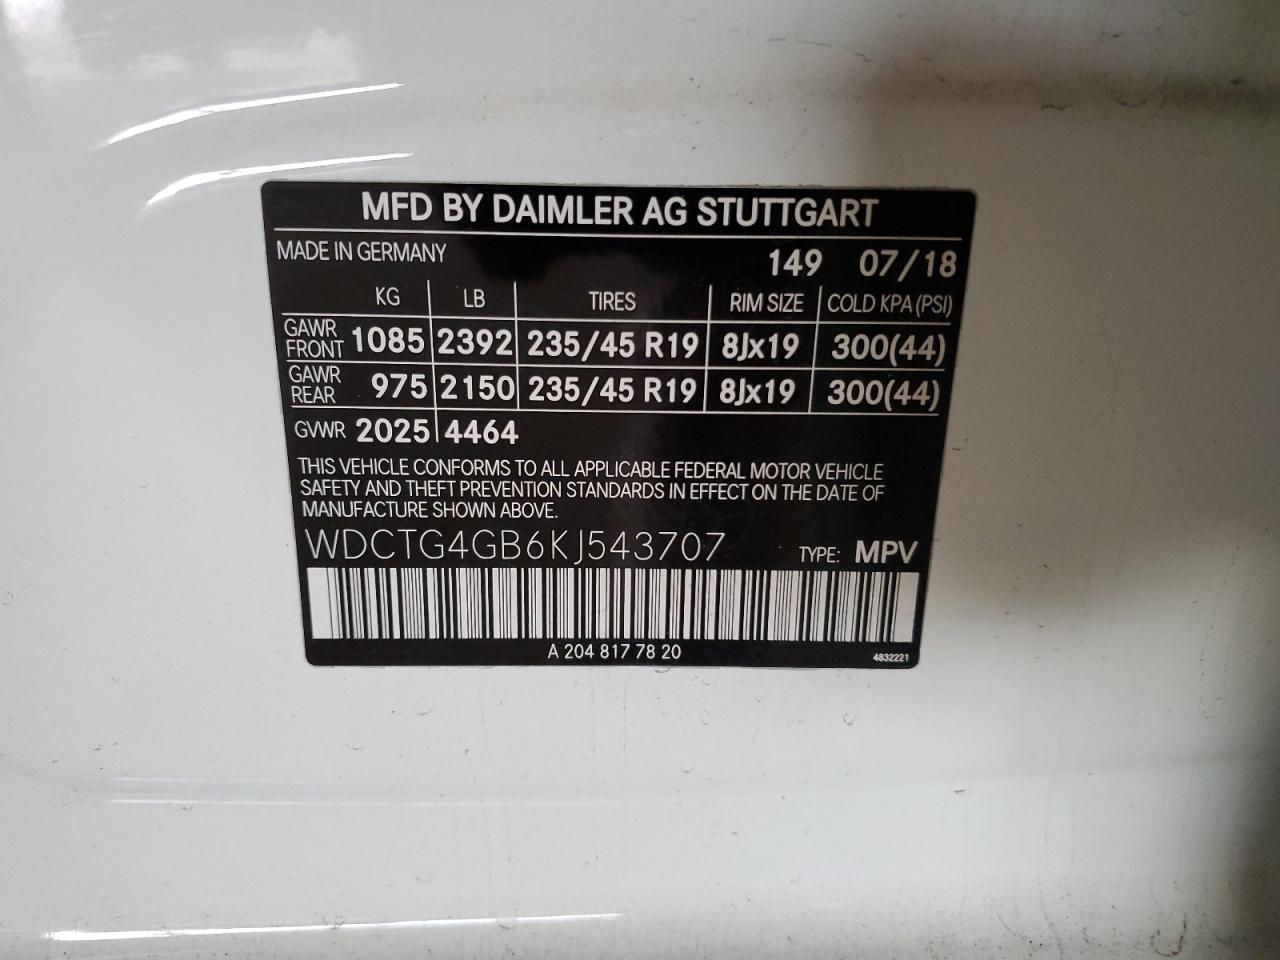 MFD BY DAIMLER AG STUTTGART
MADE IN GERMANY 149 07/18
KG LB TIRES RIM SIZE COLD KPA (PSI)
GAWR FRONT 1085 2392 235/45 R19 8Jx19 300(44)
GAWR REAR 975 2150 235/45 R19 8Jx19 300(44)
GVWR 2025 4464
THIS VEHICLE CONFORMS TO ALL APPLICABLE FEDERAL MOTOR VEHICLE
SAFETY AND THEFT PREVENTION STANDARDS IN EFFECT ON THE DATE OF
MANUFACTURE SHOWN ABOVE.
WDCTG4GB6KJ543707 TYPE: MPV
A 204 817 78 20 4832221